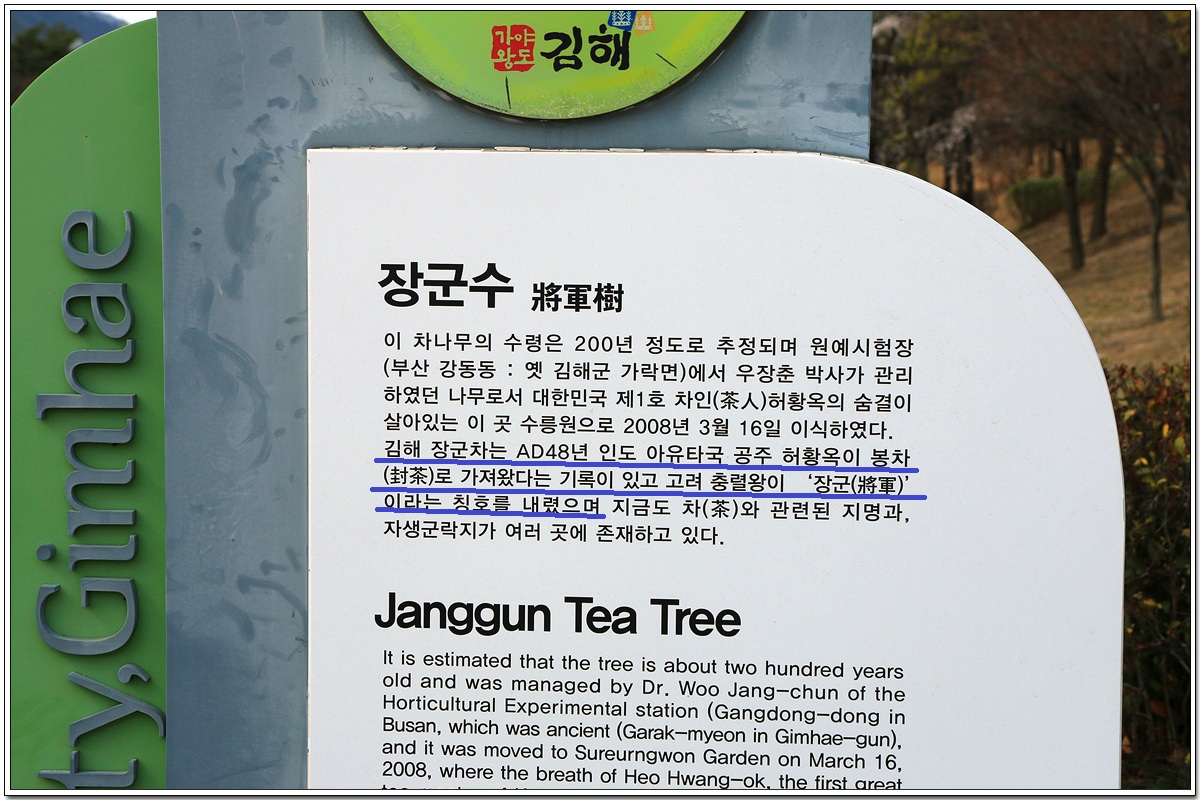 가야
왕도
김해
ty, Gimhae
장군수 將軍樹
이 차나무의 수령은 200년 정도로 추정되며 원예시험장
(부산 강동동 : 옛 김해군 가락면)에서 우장춘 박사가 관리
하였던 나무로서 대한민국 제1호 차인(茶人)허황옥의 숨결이
살아있는 이 곳 수릉원으로 2008년 3월 16일 이식하였다.
김해 장군차는 AD48년 인도 아유타국 공주 허황옥이 봉차
(封茶)로 가져왔다는 기록이 있고 고려 충렬왕이 ‘장군(將軍)’
이라는 칭호를 내렸으며 지금도 차(茶)와 관련된 지명과,
자생군락지가 여러 곳에 존재하고 있다.
Janggun Tea Tree
It is estimated that the tree is about two hundred years
old and was managed by Dr. Woo Jang-chun of the
Horticultural Experimental station (Gangdong-dong in
Busan, which was ancient (Garak-myeon in Gimhae-gun),
and it was moved to Sureurngwon Garden on March 16,
2008, where the breath of Heo Hwang-ok, the first great